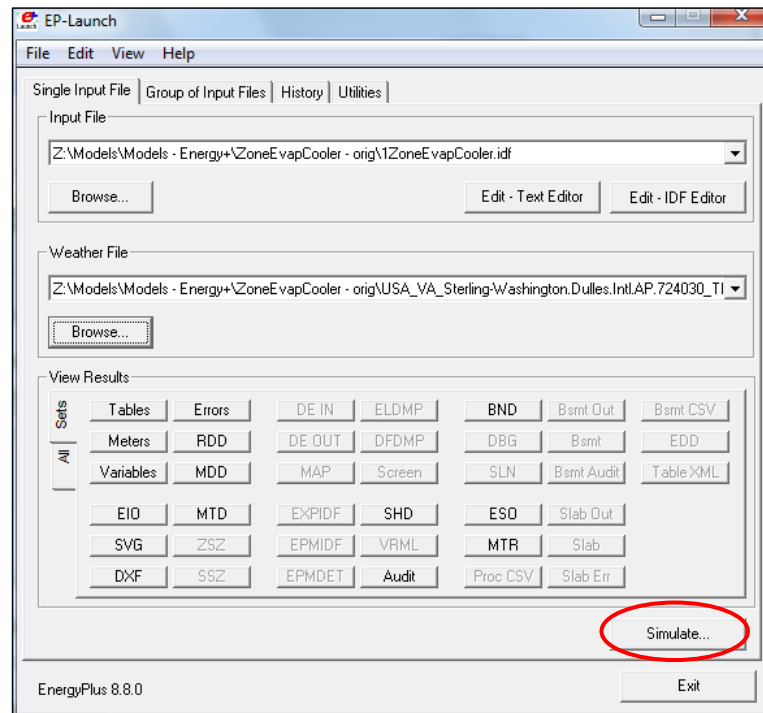 EP-Launch
File Edit View Help
Single Input File Group of Input Files History Utilities
Input File
Z:\Models\Models - Energy+\ZoneEvapCooler - orig\1ZoneEvapCooler.idf
Browse... Edit - Text Editor Edit - IDF Editor
Weather File
Z:\Models\Models - Energy+\ZoneEvapCooler - orig\USA_VA_Sterling-Washington.Dulles.Intl.AP.724030_T
Browse...
View Results
Sets
All
Tables Errors DE IN ELDMP BND Bsmt Out Bsmt CSV
Meters RDD DE OUT DFDMP DBG Bsmt EDD
Variables MDD MAP Screen SLN Bsmt Audit Table XML
EIO MTD EXPIDF SHD ESO Slab Out
SVG ZSZ EPMIDF VRML MTR Slab
DXF SSZ EPMDET Audit Proc CSV Slab Err
Simulate...
EnergyPlus 8.8.0 Exit